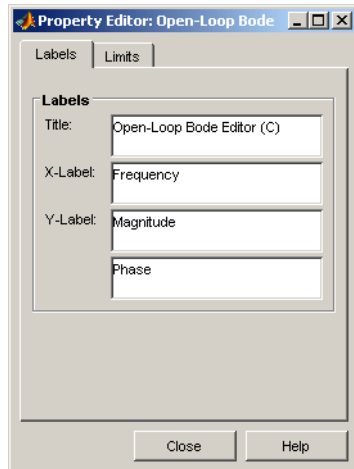 Property Editor: Open-Loop Bode
Labels Limits
Labels
Title: Open-Loop Bode Editor (C)
X-Label: Frequency
Y-Label: Magnitude
Phase
Close Help